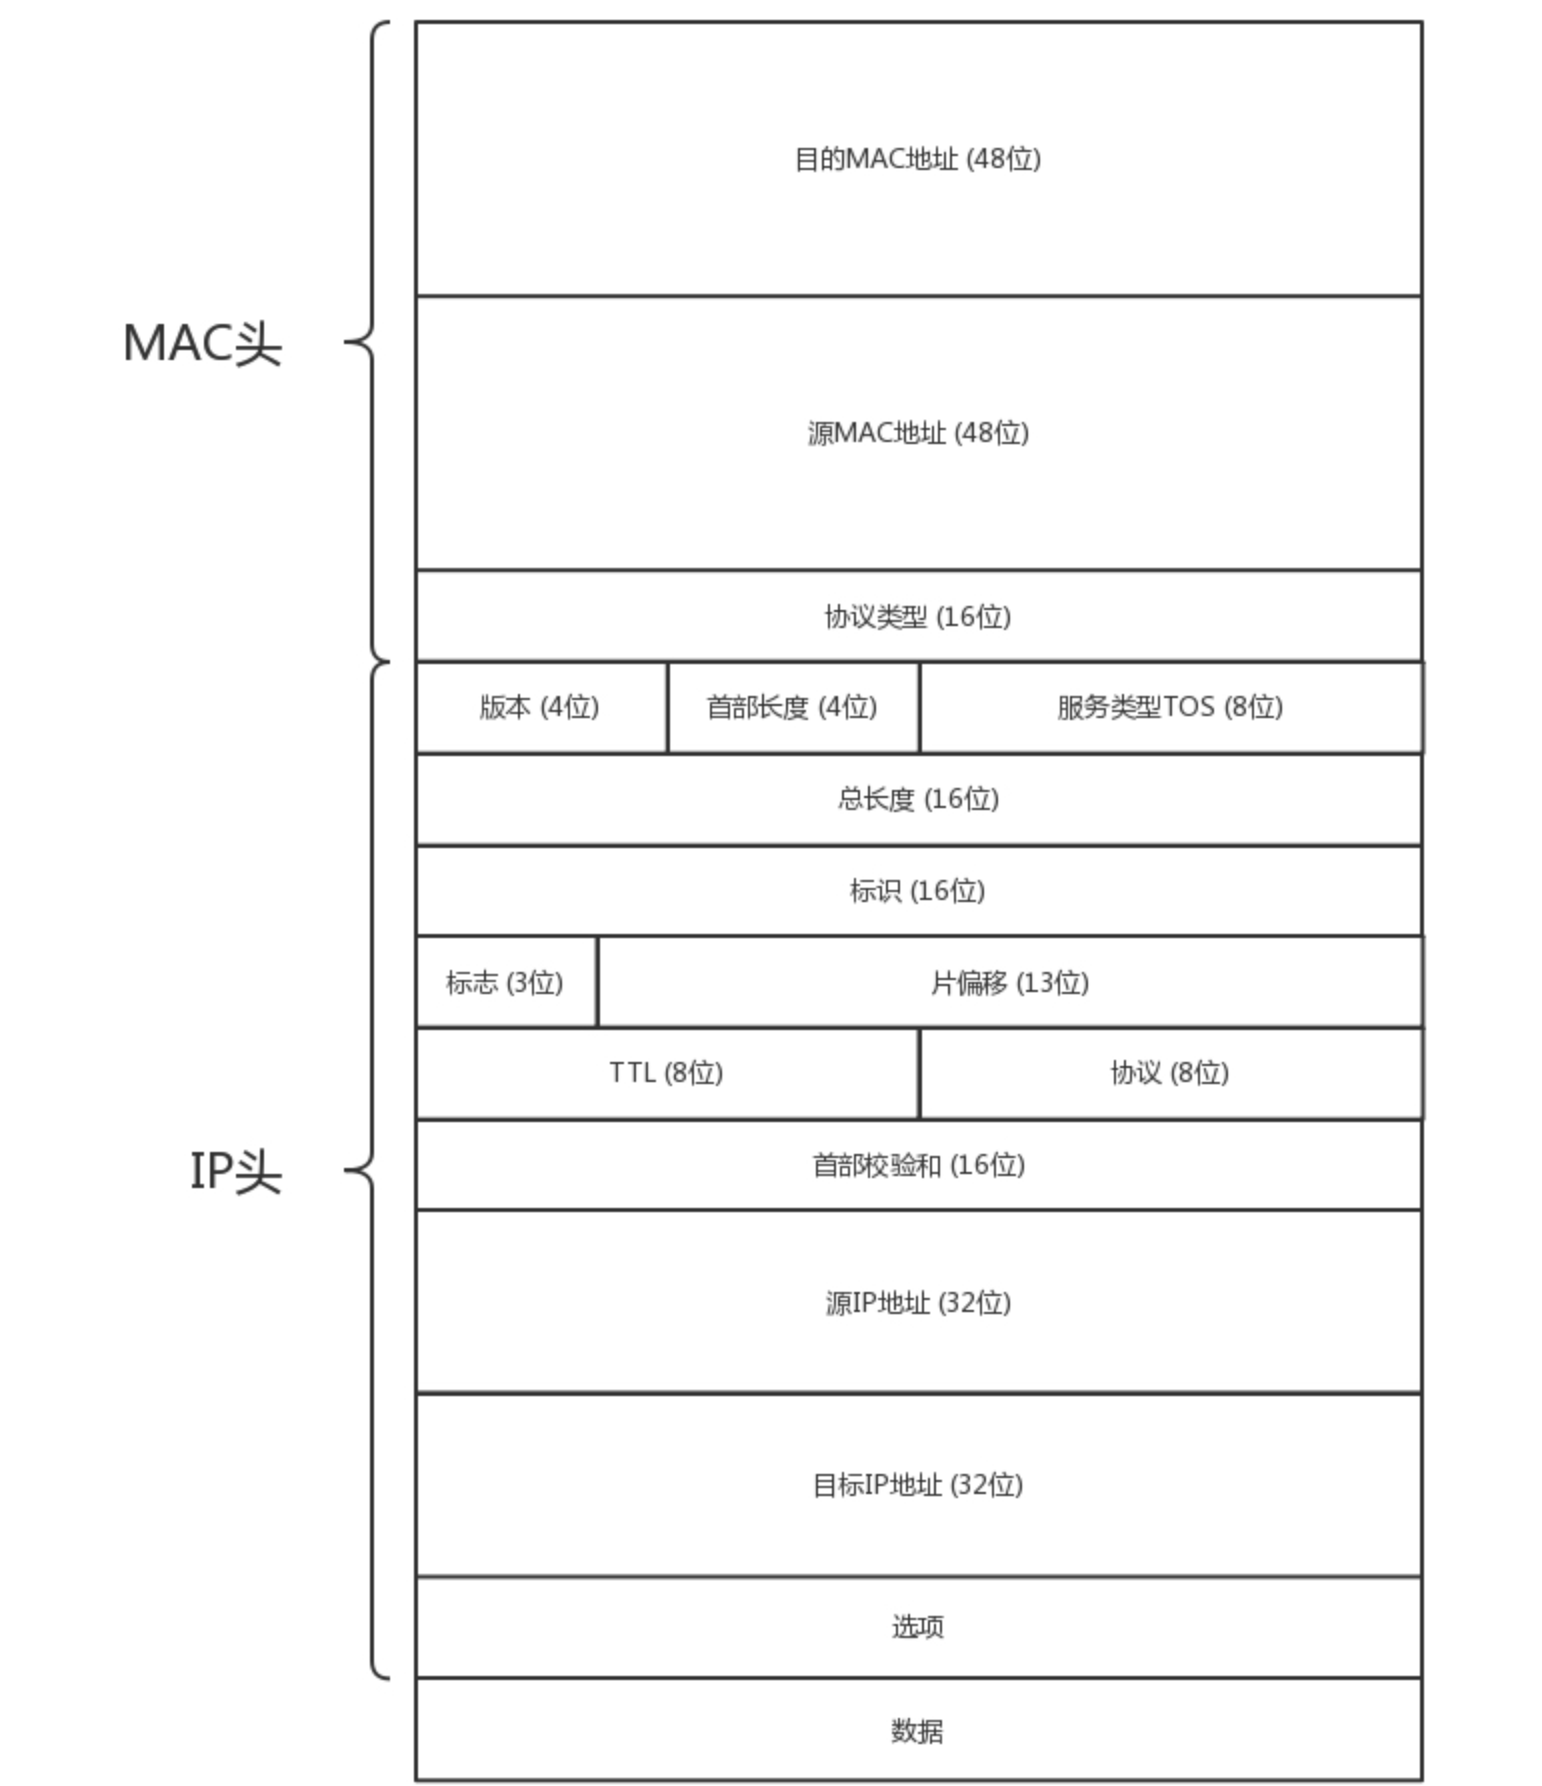 MAC头
目的MAC地址 (48位)
源MAC地址 (48位)
协议类型 (16位)
IP头
版本 (4位) 首部长度 (4位) 服务类型TOS (8位)
总长度 (16位)
标识 (16位)
标志 (3位) 片偏移 (13位)
TTL (8位) 协议 (8位)
首部校验和 (16位)
源IP地址 (32位)
目标IP地址 (32位)
选项
数据